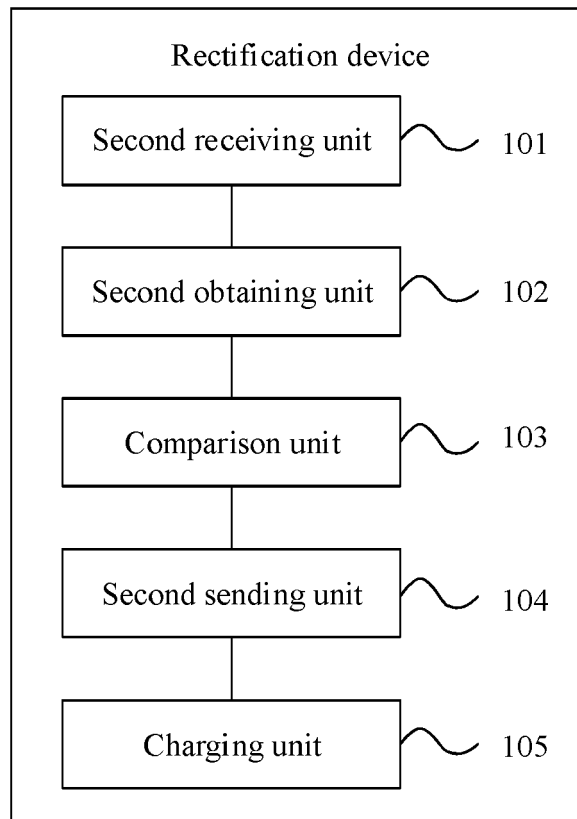 Rectification device
Second receiving unit
101
Second obtaining unit
102
Comparison unit
103
Second sending unit
104
Charging unit
105